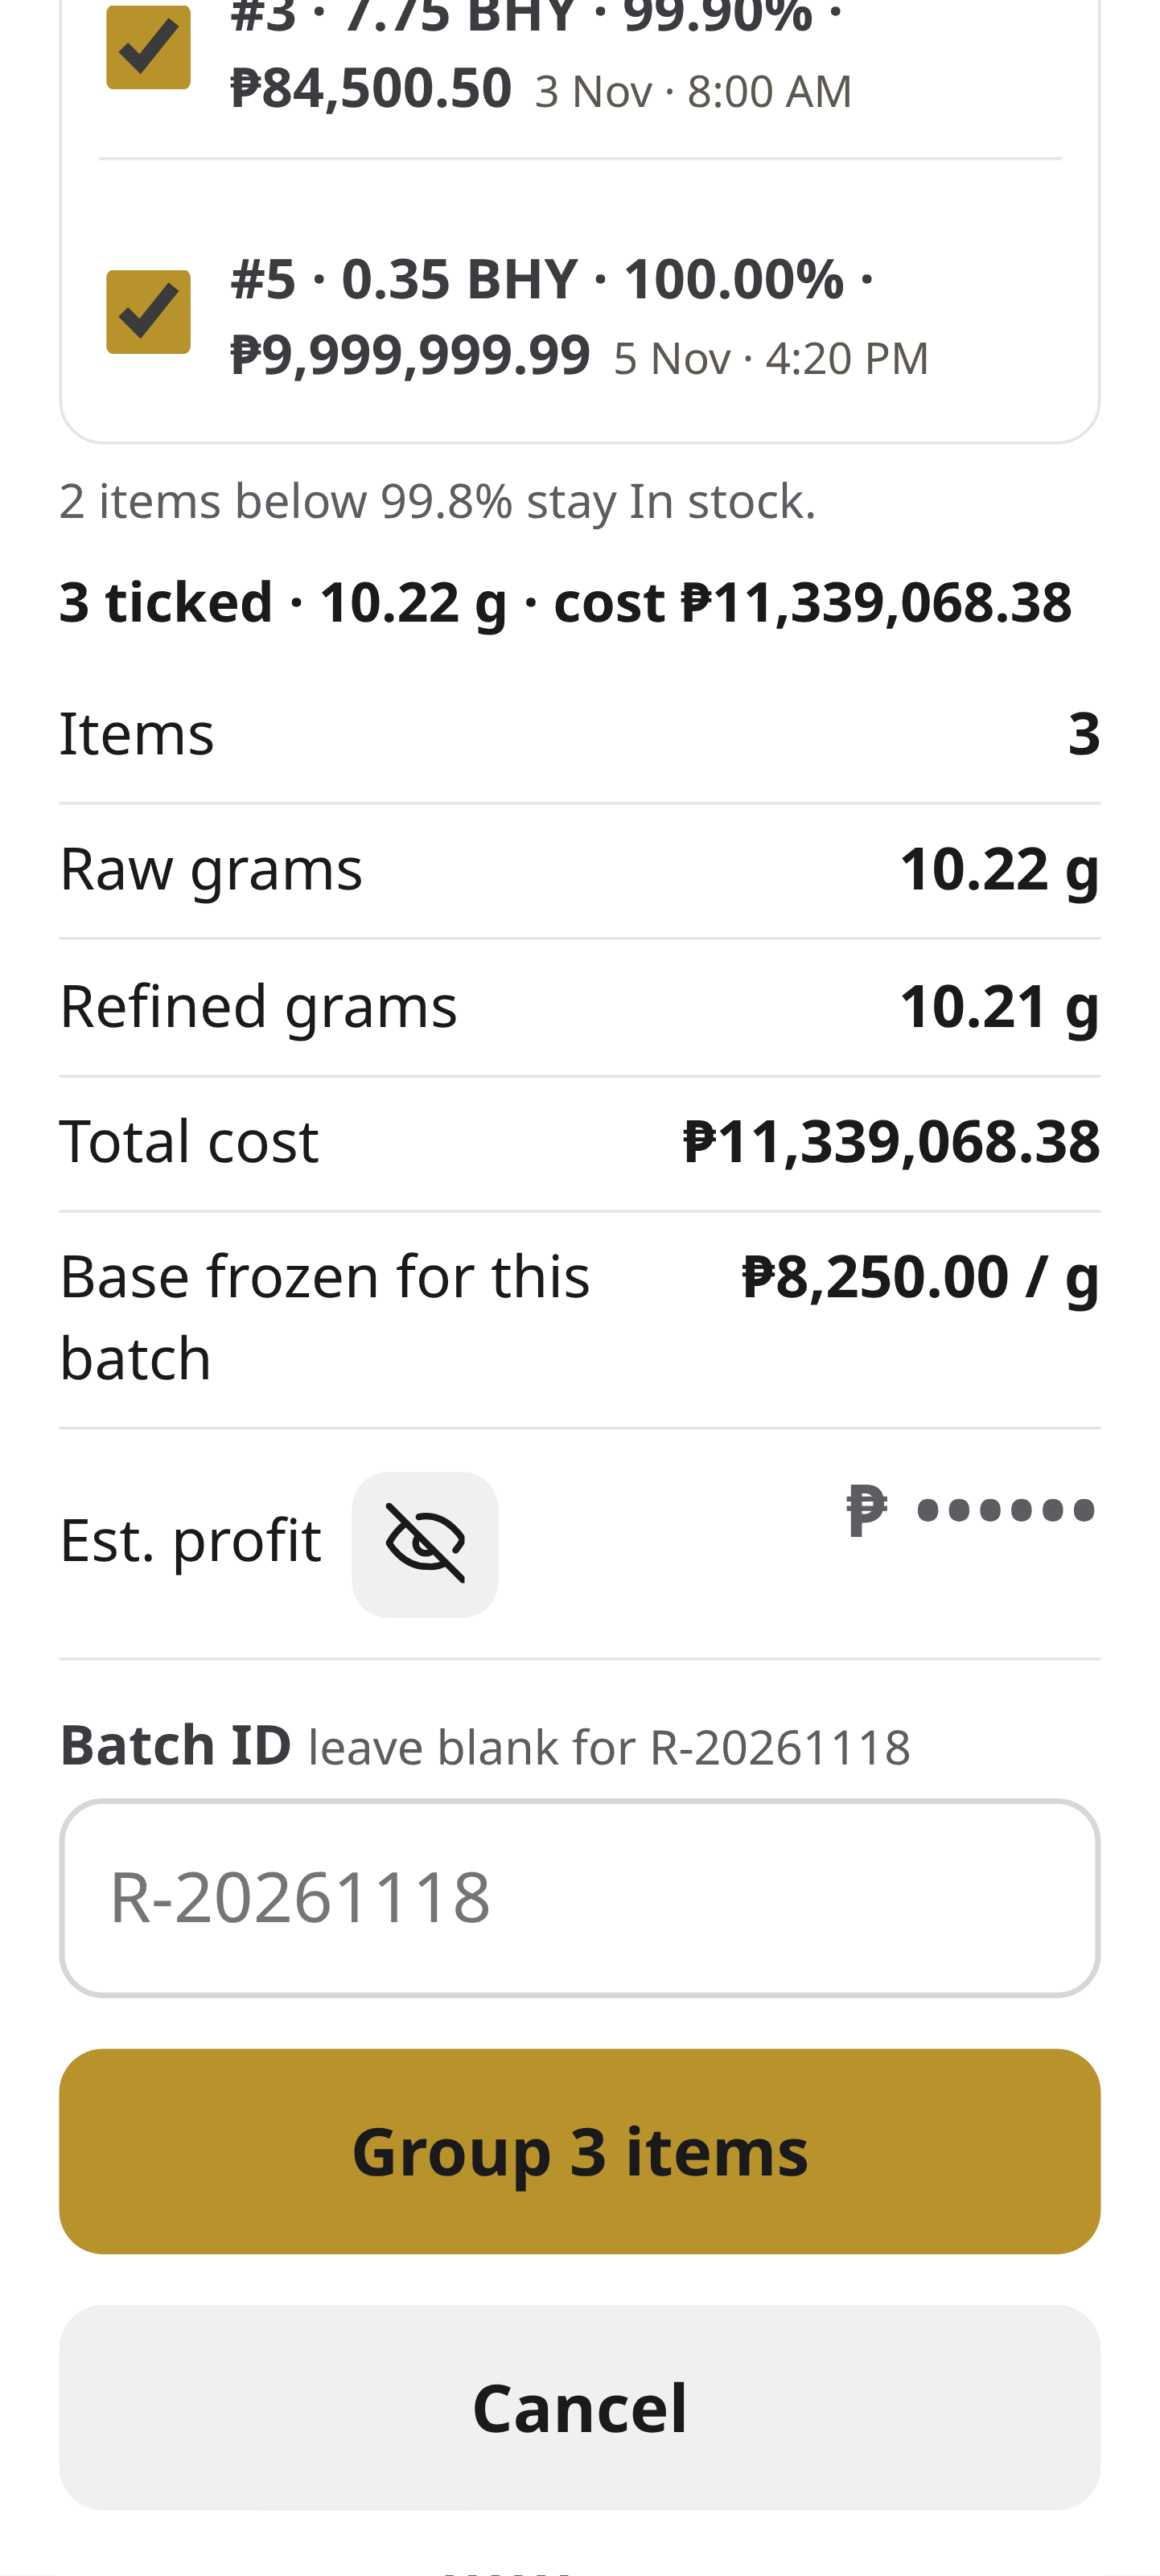 #3 · 7.75 BHY · 99.90% ·
₱84,500.50 3 Nov · 8:00 AM
#5 · 0.35 BHY · 100.00% ·
₱9,999,999.99 5 Nov · 4:20 PM
2 items below 99.8% stay In stock.
3 ticked · 10.22 g · cost ₱11,339,068.38
Items 3
Raw grams 10.22 g
Refined grams 10.21 g
Total cost ₱11,339,068.38
Base frozen for this ₱8,250.00 / g
batch
Est. profit ₱ ••••••
Batch ID leave blank for R-20261118
R-20261118
Group 3 items
Cancel